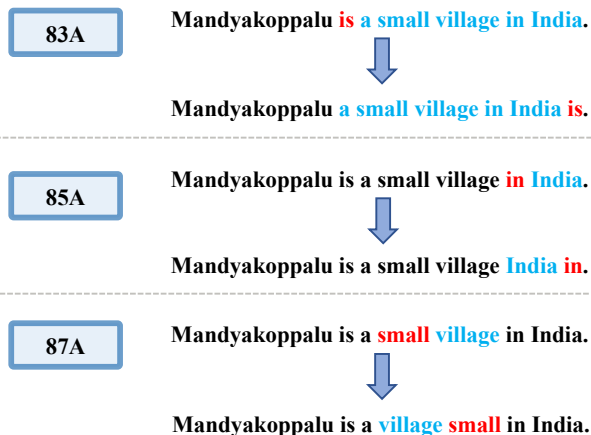 Mandyakoppalu is a small village in India.
83A
Mandyakoppalu a small village in India is.
Mandyakoppalu is a small village in India.
85A
Mandyakoppalu is a small village India in.
Mandyakoppalu is a small village in India.
87A
Mandyakoppalu is a village small in India.